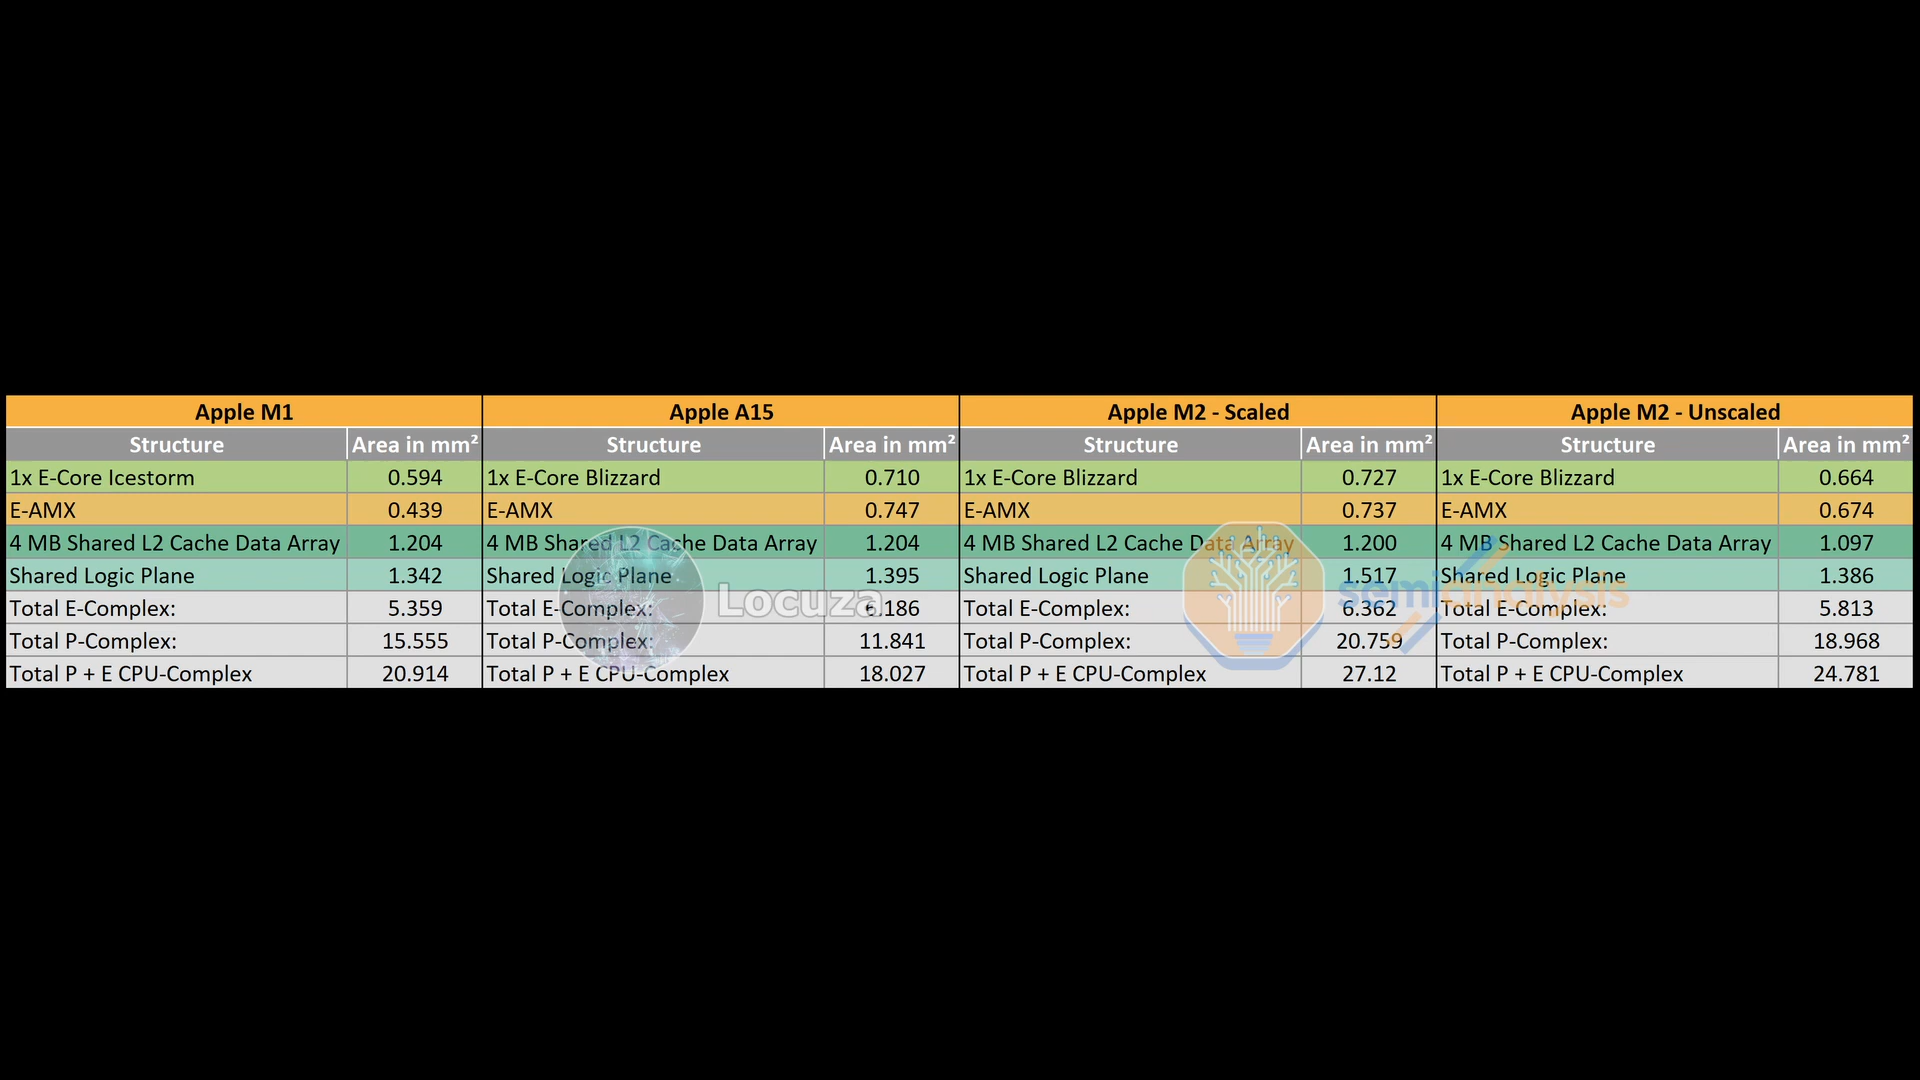 Apple M1 Apple A15 Apple M2 - Scaled Apple M2 - Unscaled
Structure Area in mm² Structure Area in mm² Structure Area in mm² Structure Area in mm²
1x E-Core Icestorm 0.594 1x E-Core Blizzard 0.710 1x E-Core Blizzard 0.727 1x E-Core Blizzard 0.664
E-AMX 0.439 E-AMX 0.747 E-AMX 0.737 E-AMX 0.674
4 MB Shared L2 Cache Data Array 1.204 4 MB Shared L2 Cache Data Array 1.204 4 MB Shared L2 Cache Data Array 1.200 4 MB Shared L2 Cache Data Array 1.097
Shared Logic Plane 1.342 Shared Logic Plane 1.395 Shared Logic Plane 1.517 Shared Logic Plane 1.386
Total E-Complex: 5.359 Total E-Complex: 6.186 Total E-Complex: 6.362 Total E-Complex: 5.813
Total P-Complex: 15.555 Total P-Complex: 11.841 Total P-Complex: 20.759 Total P-Complex: 18.968
Total P + E CPU-Complex 20.914 Total P + E CPU-Complex 18.027 Total P + E CPU-Complex 27.12 Total P + E CPU-Complex 24.781
Locuza
semianalysis